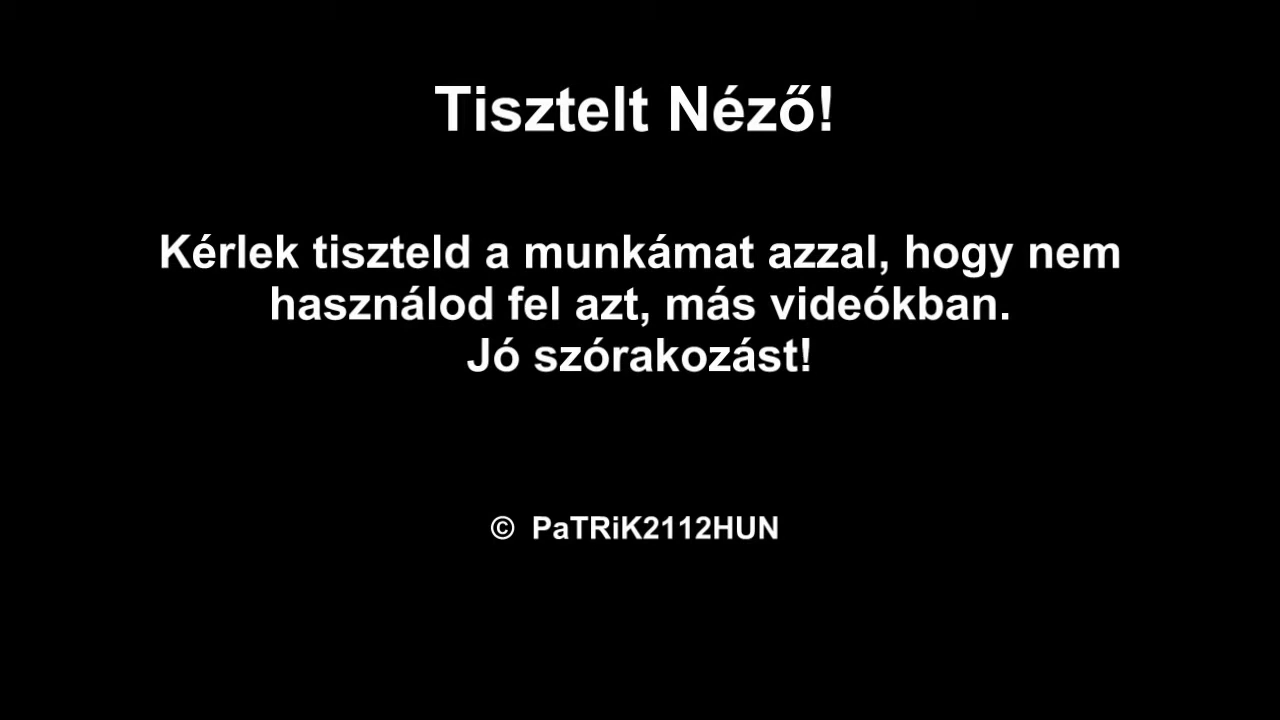 Tisztelt Néző!
Kérlek tiszteld a munkámat azzal, hogy nem
használod fel azt, más videókban.
Jó szórakozást!
© PaTRiK2112HUN